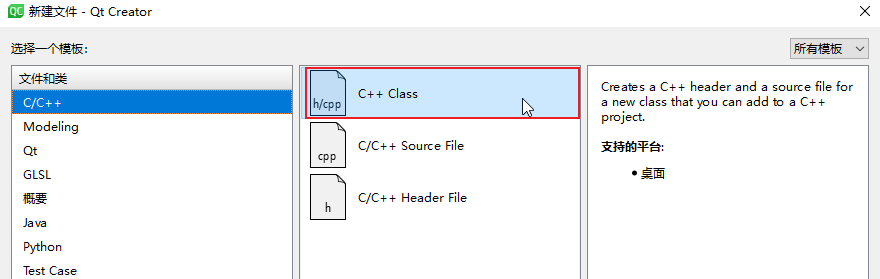 QC 新建文件 - Qt Creator
选择一个模板：
所有模板
文件和类
C/C++
Modeling
Qt
GLSL
概要
Java
Python
Test Case
h/cpp
C++ Class
cpp
C/C++ Source File
h
C/C++ Header File
Creates a C++ header and a source file for
a new class that you can add to a C++
project.
支持的平台:
• 桌面